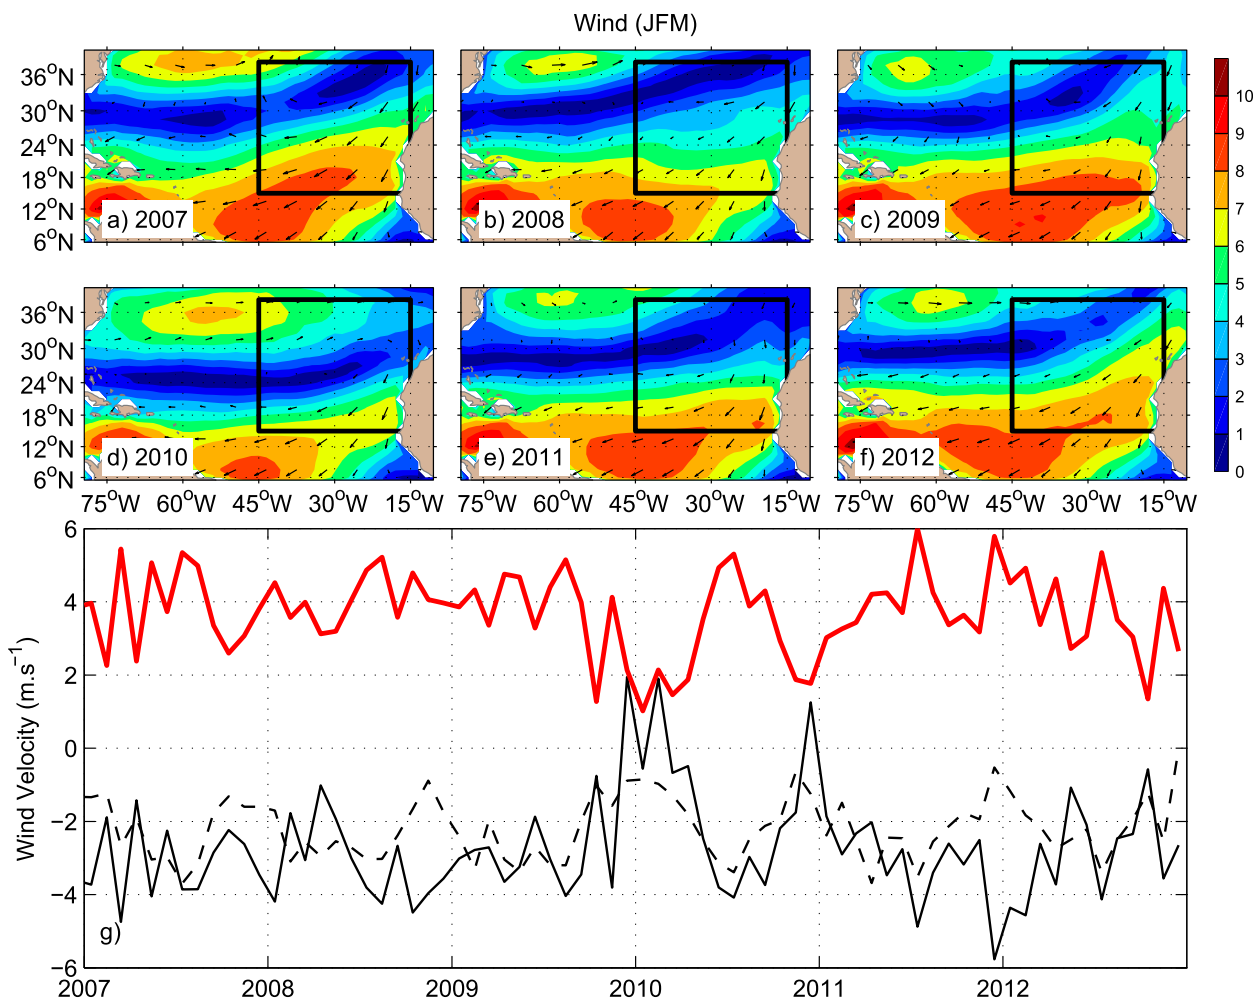 Wind (JFM)
36°N
30°N
24°N
18°N
12°N
6°N
a) 2007
b) 2008
c) 2009
36°N
30°N
24°N
18°N
12°N
6°N
d) 2010
e) 2011
f) 2012
75°W 60°W 45°W 30°W 15°W
75°W 60°W 45°W 30°W 15°W
75°W 60°W 45°W 30°W 15°W
10
9
8
7
6
5
4
3
2
1
0
Wind Velocity (m.s⁻¹)
6
4
2
0
−2
−4
−6
g)
2007 2008 2009 2010 2011 2012